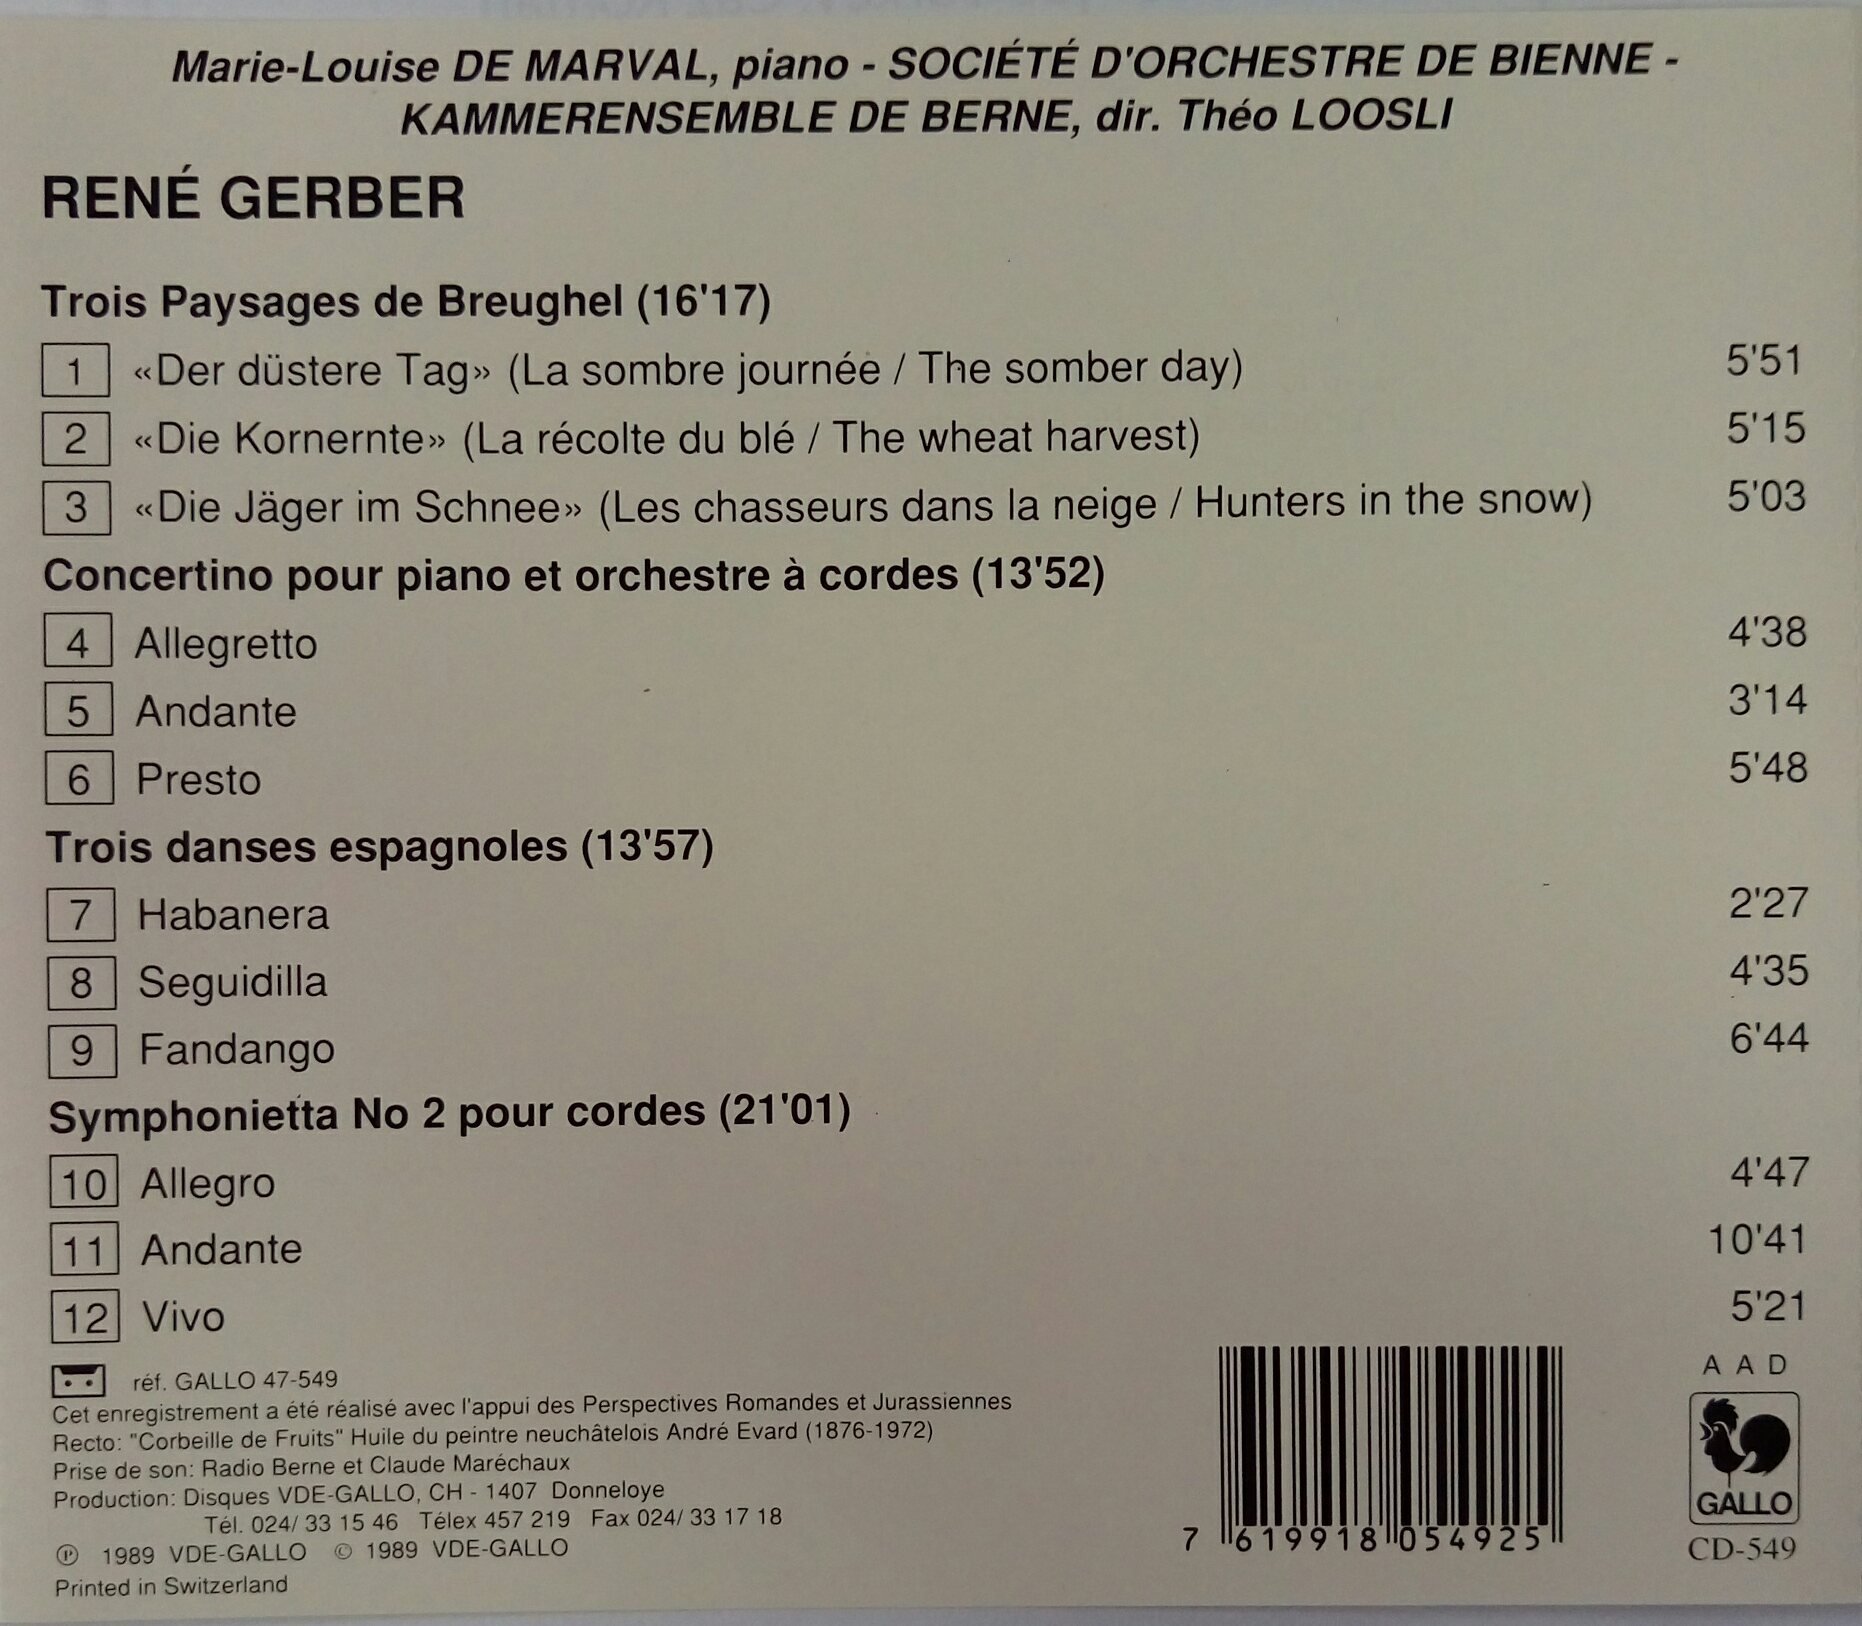 Marie-Louise DE MARVAL, piano - SOCIÉTÉ D'ORCHESTRE DE BIENNE -
KAMMERENSEMBLE DE BERNE, dir. Théo LOOSLI
RENÉ GERBER
Trois Paysages de Breughel (16'17)
1 «Der düstere Tag» (La sombre journée / The somber day) 5'51
2 «Die Kornernte» (La récolte du blé / The wheat harvest) 5'15
3 «Die Jäger im Schnee» (Les chasseurs dans la neige / Hunters in the snow) 5'03
Concertino pour piano et orchestre à cordes (13'52)
4 Allegretto 4'38
5 Andante 3'14
6 Presto 5'48
Trois danses espagnoles (13'57)
7 Habanera 2'27
8 Seguidilla 4'35
9 Fandango 6'44
Symphonietta No 2 pour cordes (21'01)
10 Allegro 4'47
11 Andante 10'41
12 Vivo 5'21
réf. GALLO 47-549
Cet enregistrement a été réalisé avec l'appui des Perspectives Romandes et Jurassiennes
Recto: "Corbeille de Fruits" Huile du peintre neuchâtelois André Evard (1876-1972)
Prise de son: Radio Berne et Claude Maréchaux
Production: Disques VDE-GALLO, CH - 1407 Donneloye
Tél. 024/ 33 15 46 Télex 457 219 Fax 024/ 33 17 18
℗ 1989 VDE-GALLO © 1989 VDE-GALLO
Printed in Switzerland
7 619918 054925
A A D
GALLO
CD-549